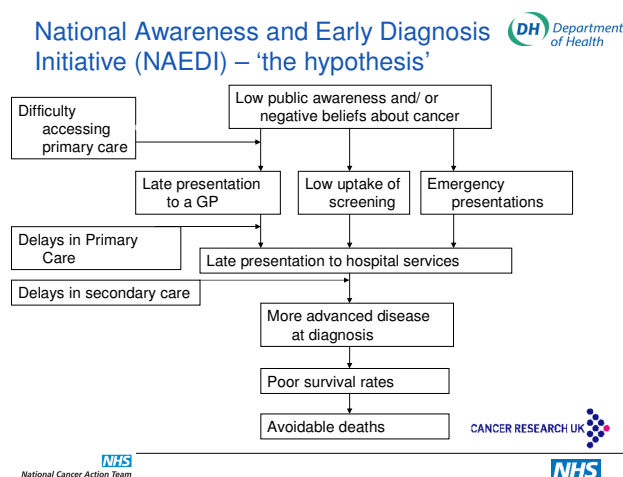 National Awareness and Early Diagnosis
Initiative (NAEDI) – ‘the hypothesis’
DH Department
of Health
Difficulty
accessing
primary care
Low public awareness and/ or
negative beliefs about cancer
Late presentation
to a GP
Low uptake of
screening
Emergency
presentations
Delays in Primary
Care
Late presentation to hospital services
Delays in secondary care
More advanced disease
at diagnosis
Poor survival rates
Avoidable deaths
CANCER RESEARCH UK
NHS
National Cancer Action Team
NHS